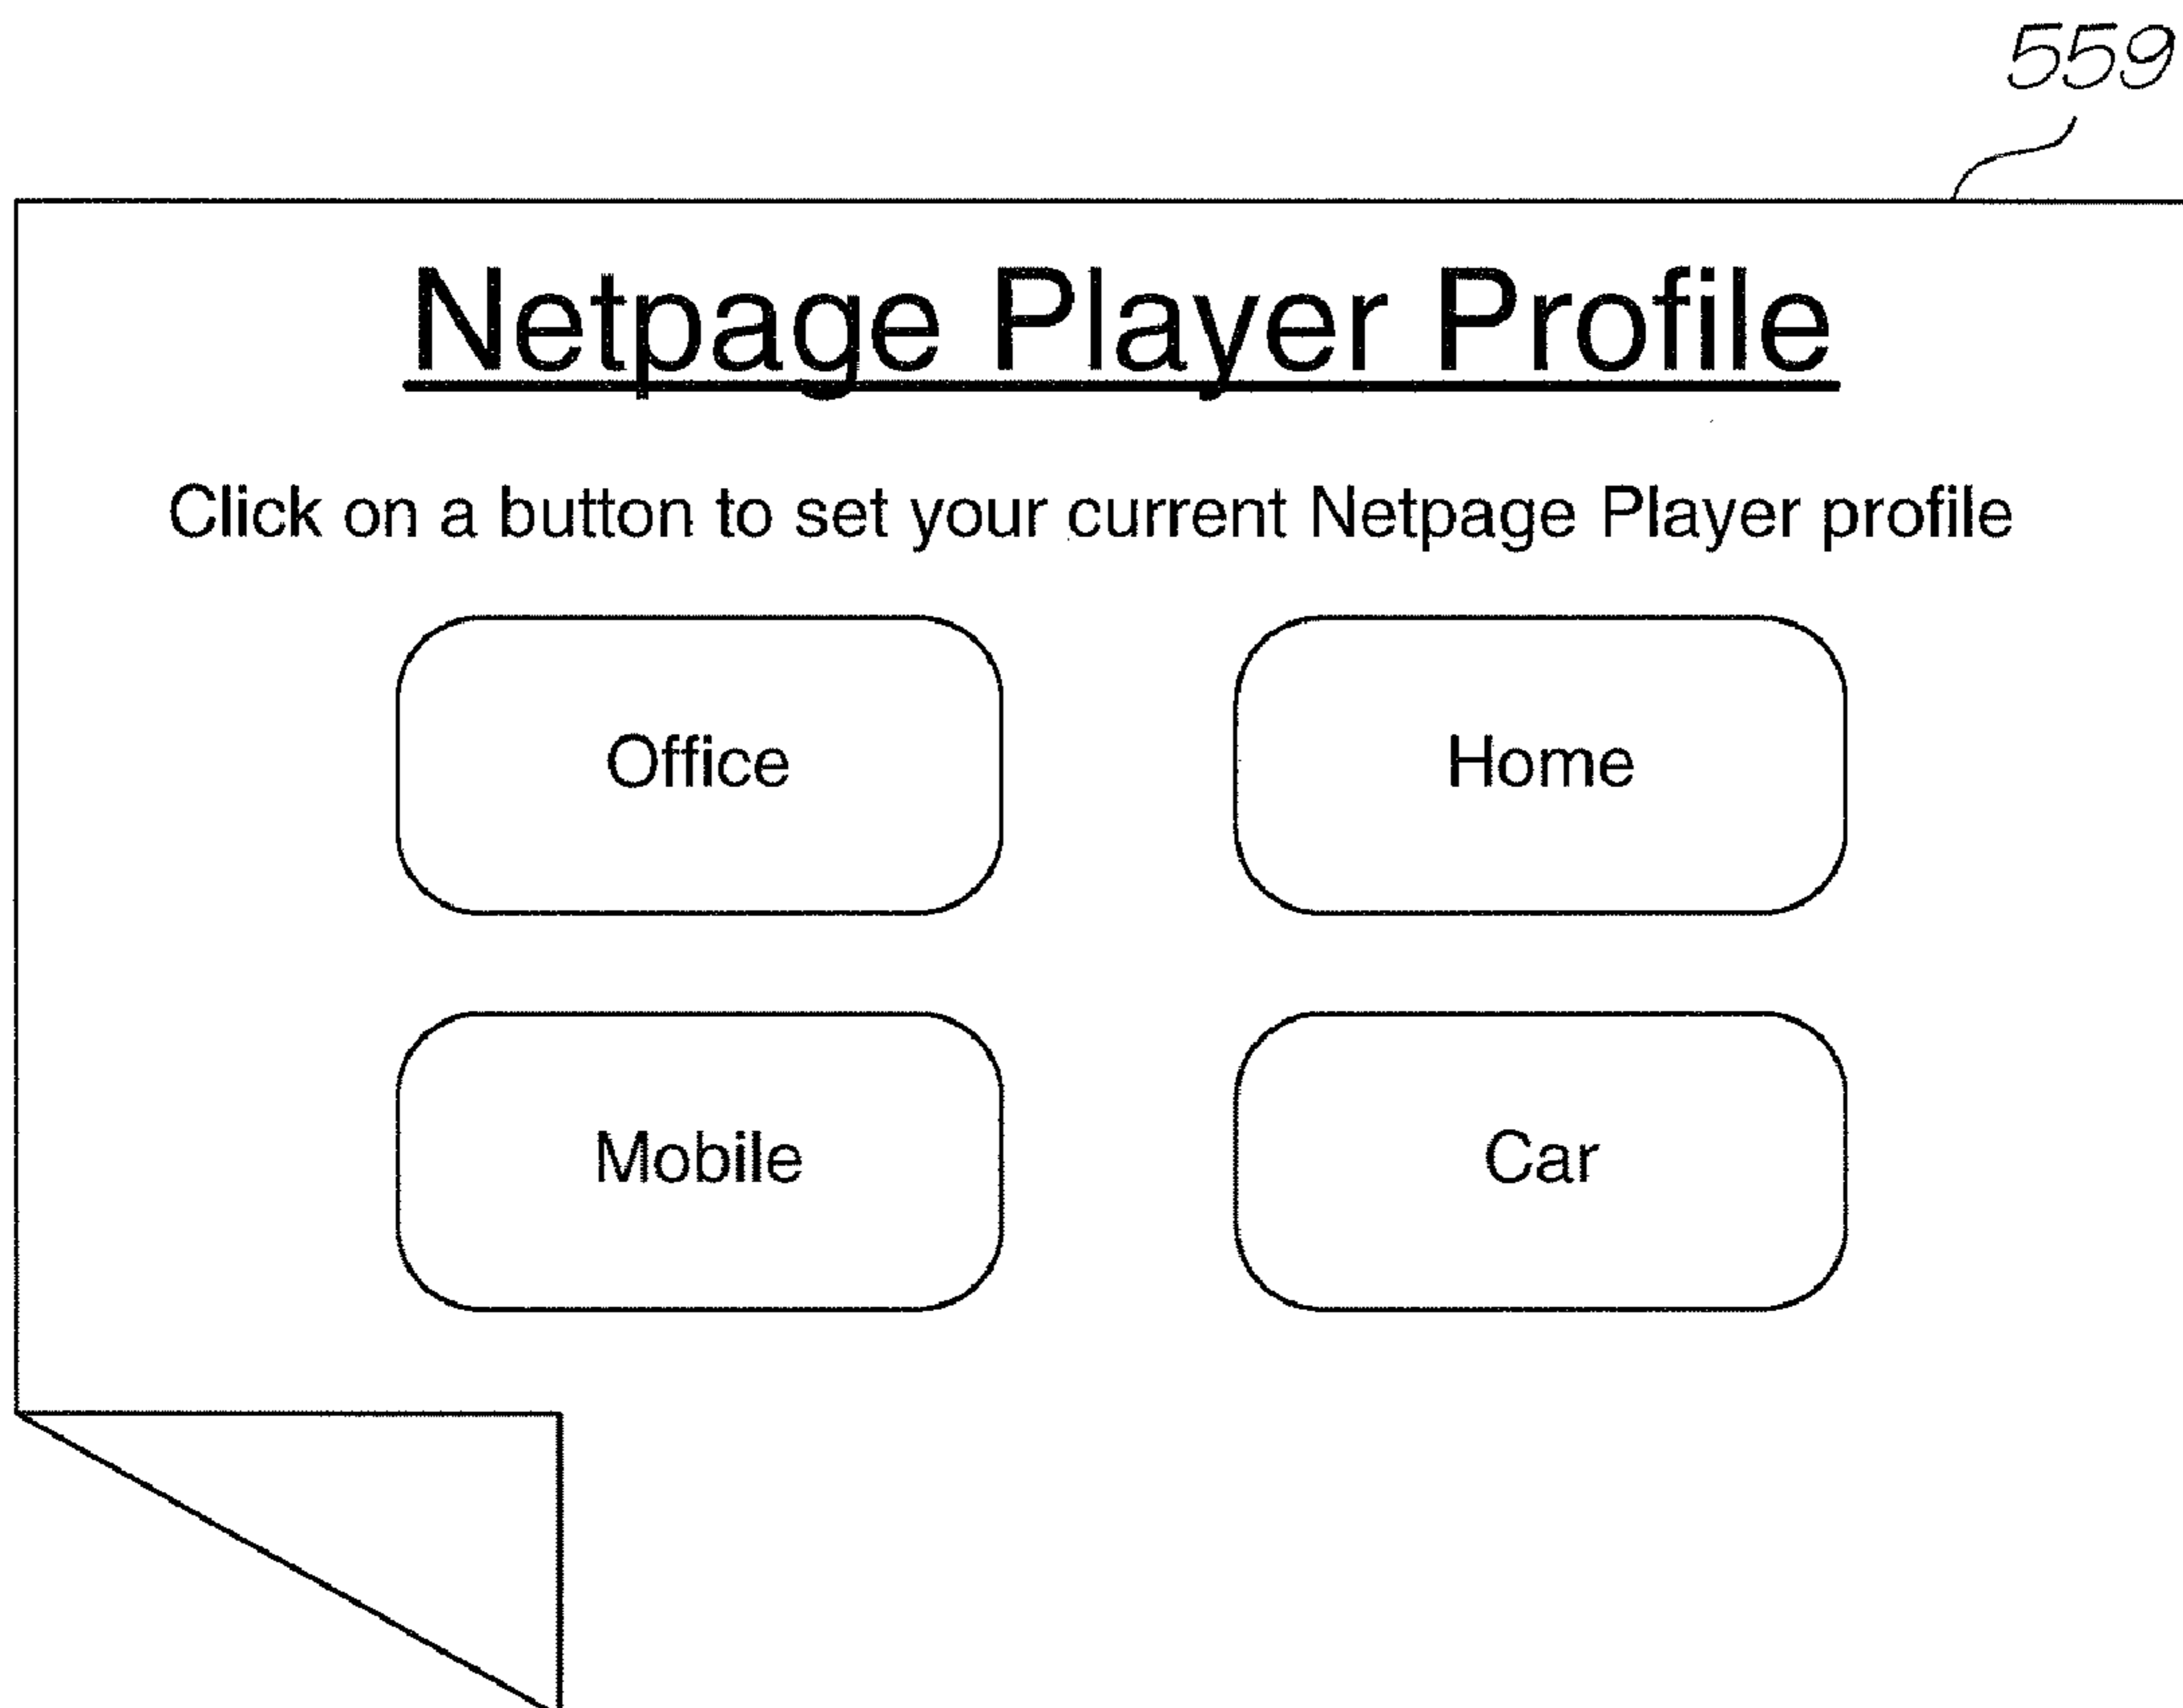 559
Netpage Player Profile
Click on a button to set your current Netpage Player profile
Office Home
Mobile Car